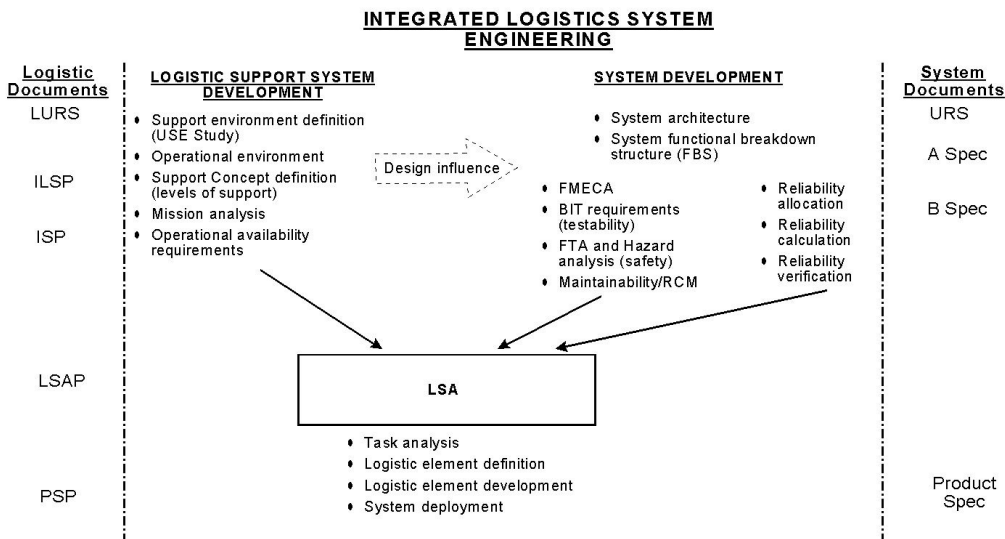 INTEGRATED LOGISTICS SYSTEM
ENGINEERING
Logistic
Documents
LURS
ILSP
ISP
LSAP
PSP
LOGISTIC SUPPORT SYSTEM
DEVELOPMENT
Support environment definition
(USE Study)
Operational environment
Support Concept definition
(levels of support)
Mission analysis
Operational availability
requirements
Design influence
SYSTEM DEVELOPMENT
System architecture
System functional breakdown
structure (FBS)
FMECA
BIT requirements
(testability)
FTA and Hazard
analysis (safety)
Maintainability/RCM
Reliability
allocation
Reliability
calculation
Reliability
verification
LSA
Task analysis
Logistic element definition
Logistic element development
System deployment
System
Documents
URS
A Spec
B Spec
Product
Spec